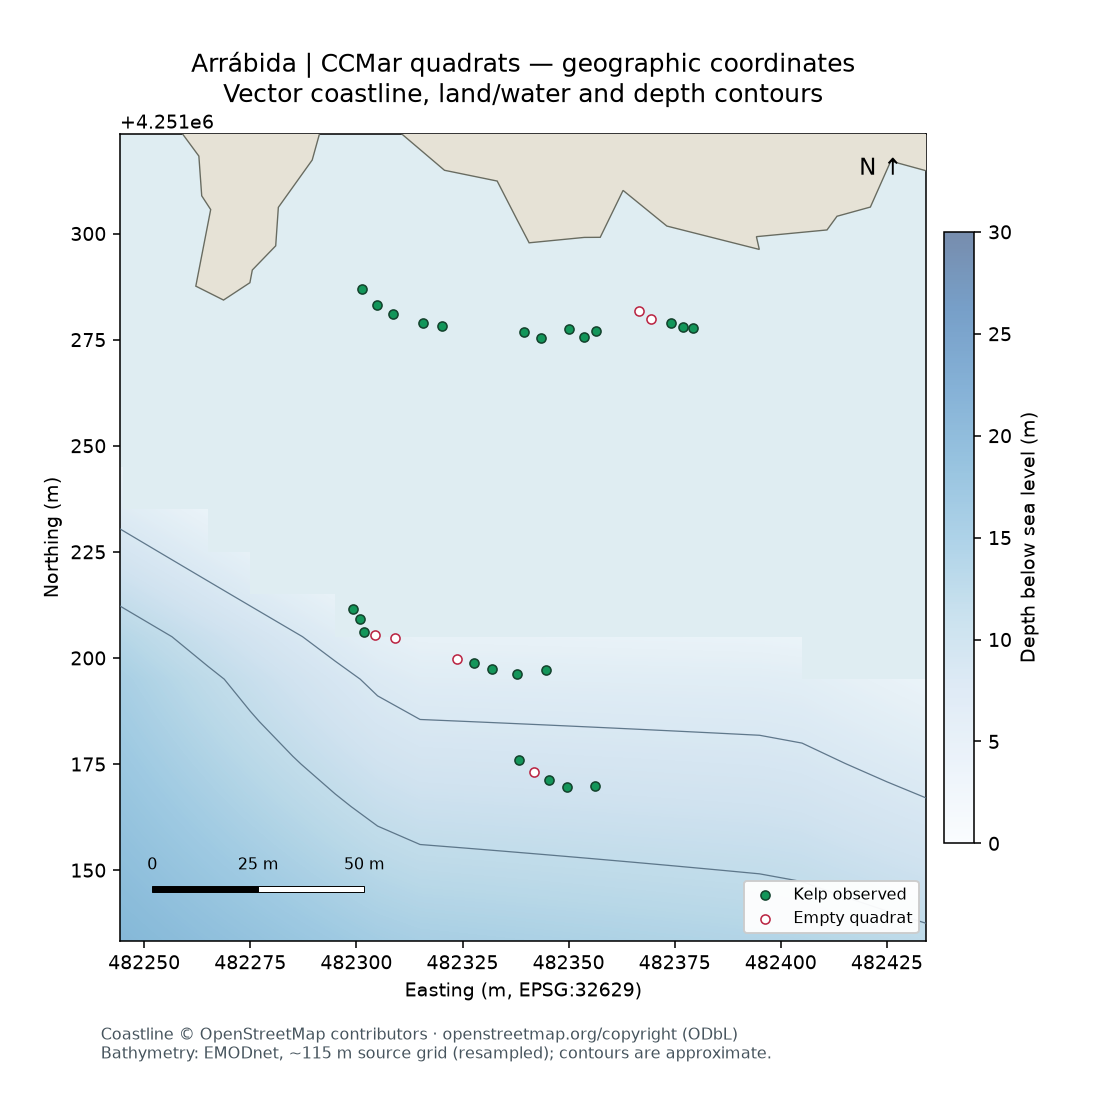 Arrábida | CCMar quadrats — geographic coordinates
Vector coastline, land/water and depth contours
+4.251e6
N ↑
300
275
250
225
200
175
150
Northing (m)
0
25 m
50 m
Kelp observed
Empty quadrat
482250
482275
482300
482325
482350
482375
482400
482425
Easting (m, EPSG:32629)
30
25
20
15
10
5
0
Depth below sea level (m)
Coastline © OpenStreetMap contributors · openstreetmap.org/copyright (ODbL)
Bathymetry: EMODnet, ~115 m source grid (resampled); contours are approximate.